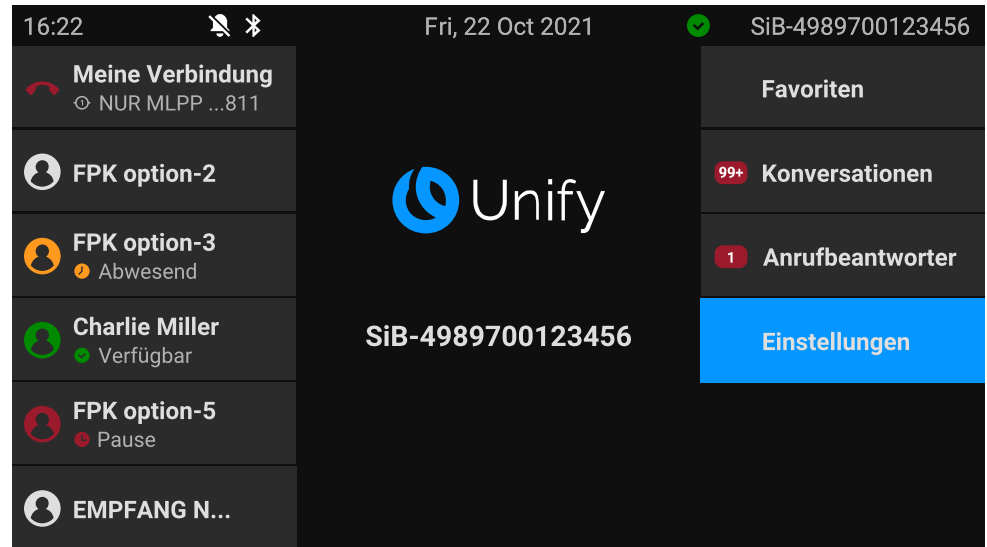 16:22
Fri, 22 Oct 2021
SiB-4989700123456
Meine Verbindung
NUR MLPP ...811
FPK option-2
FPK option-3
Abwesend
Charlie Miller
Verfügbar
FPK option-5
Pause
EMPFANG N...
Unify
SiB-4989700123456
Favoriten
99+ Konversationen
1 Anrufbeantworter
Einstellungen